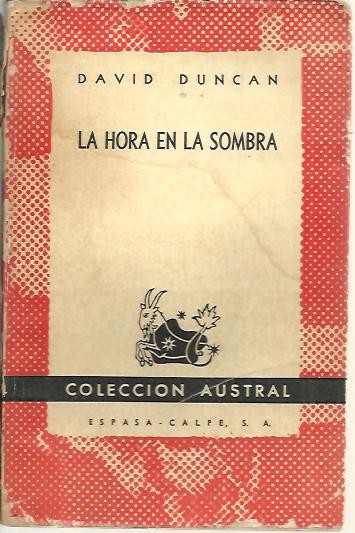 DAVID DUNCAN
LA HORA EN LA SOMBRA
COLECCION AUSTRAL
ESPASA-CALPE, S. A.